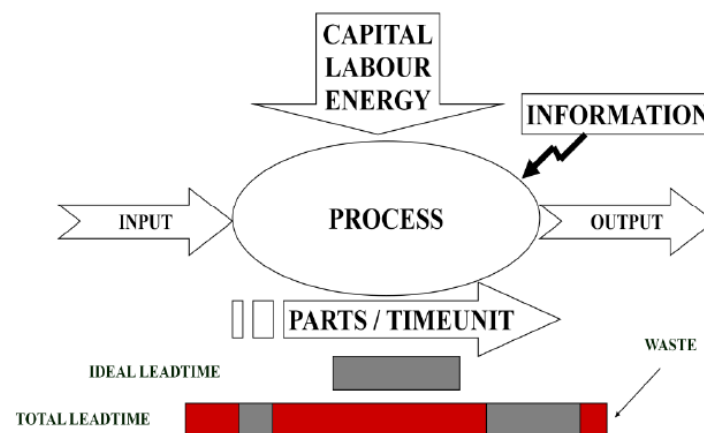 CAPITAL
LABOUR
ENERGY
INFORMATION
INPUT
PROCESS
OUTPUT
PARTS / TIMEUNIT
WASTE
IDEAL LEADTIME
TOTAL LEADTIME